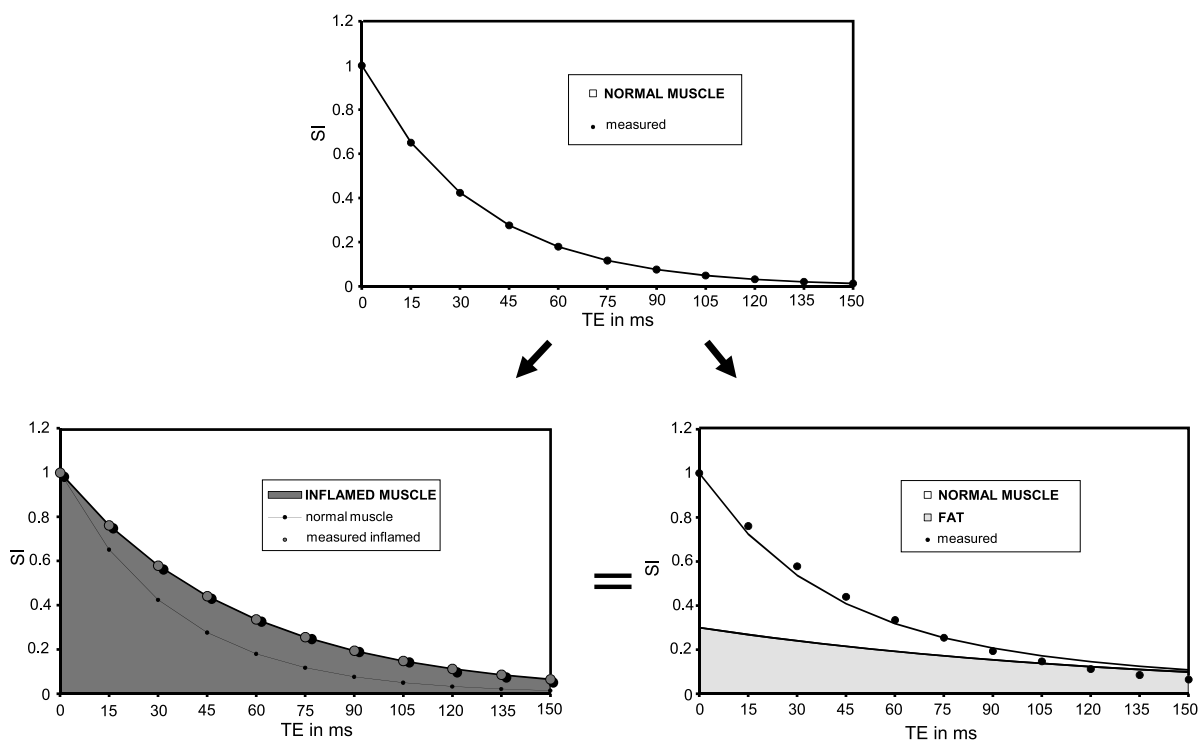 1.2
1
0.8
0.6
0.4
0.2
0
SI
NORMAL MUSCLE
measured
0 15 30 45 60 75 90 105 120 135 150
TE in ms
1.2
1
0.8
0.6
0.4
0.2
0
SI
INFLAMED MUSCLE
normal muscle
measured inflamed
0 15 30 45 60 75 90 105 120 135 150
TE in ms
=
1.2
1
0.8
0.6
0.4
0.2
0
SI
NORMAL MUSCLE
FAT
measured
0 15 30 45 60 75 90 105 120 135 150
TE in ms